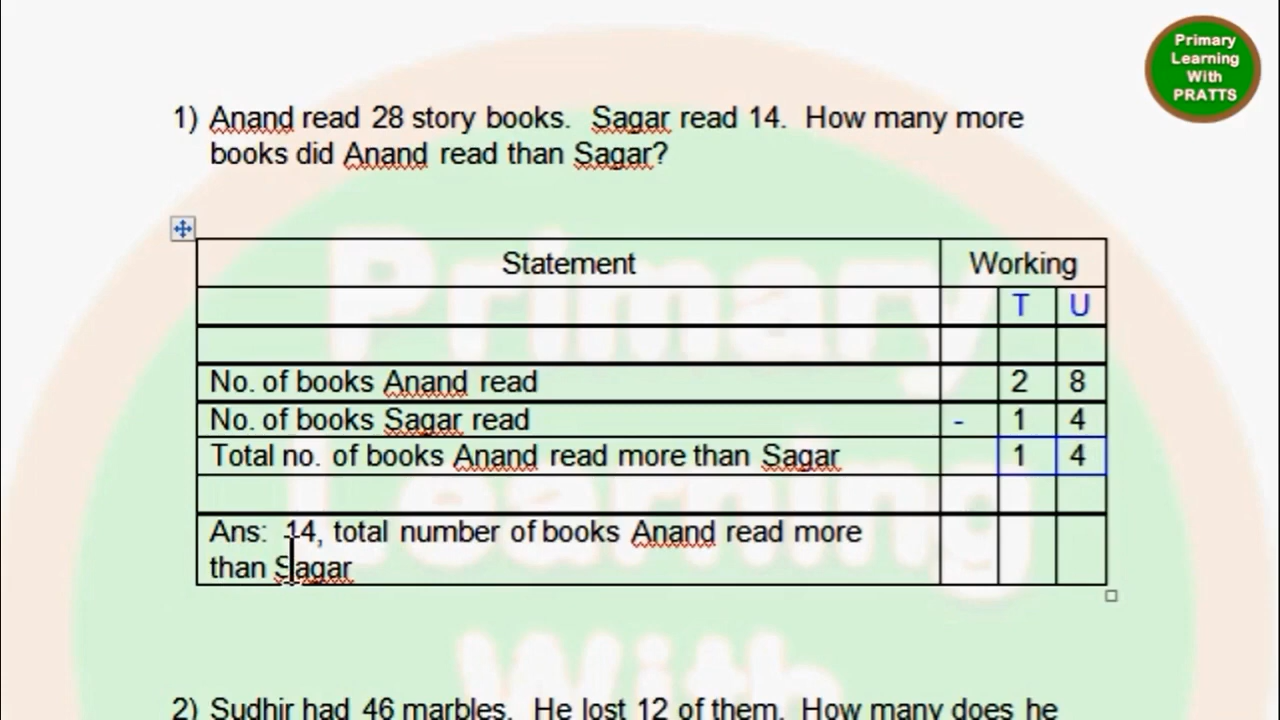 Primary
Learning
With
PRATTS
1) Anand read 28 story books. Sagar read 14. How many more
books did Anand read than Sagar?
Statement Working
T U
No. of books Anand read 2 8
No. of books Sagar read - 1 4
Total no. of books Anand read more than Sagar 1 4
Ans: 14, total number of books Anand read more
than Sagar
2) Sudhir had 46 marbles. He lost 12 of them. How many does he
Primary
Learning
With